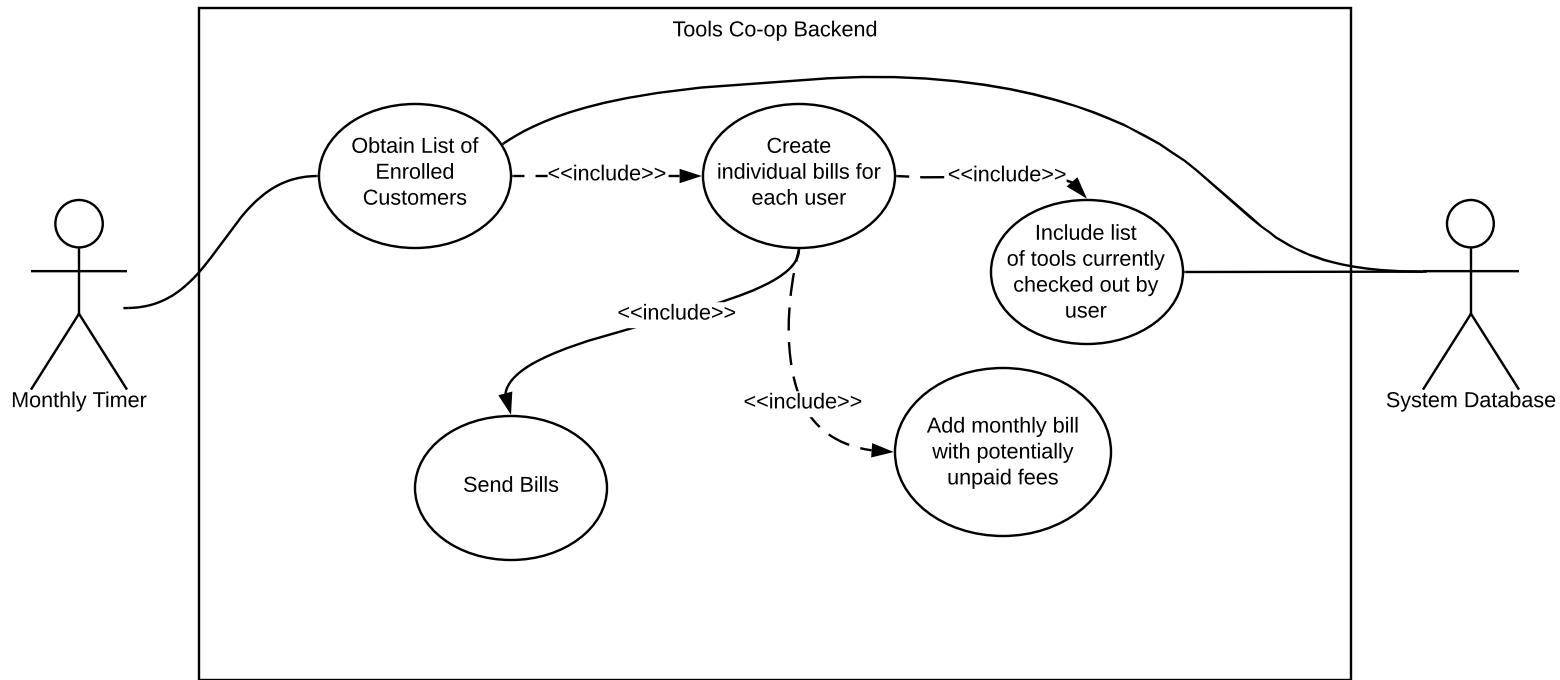 Tools Co-op Backend
Obtain List of
Enrolled
Customers
<<include>>
Create
individual bills for
each user
<<include>>
Include list
of tools currently
checked out by
user
<<include>>
<<include>>
Monthly Timer
System Database
Send Bills
Add monthly bill
with potentially
unpaid fees